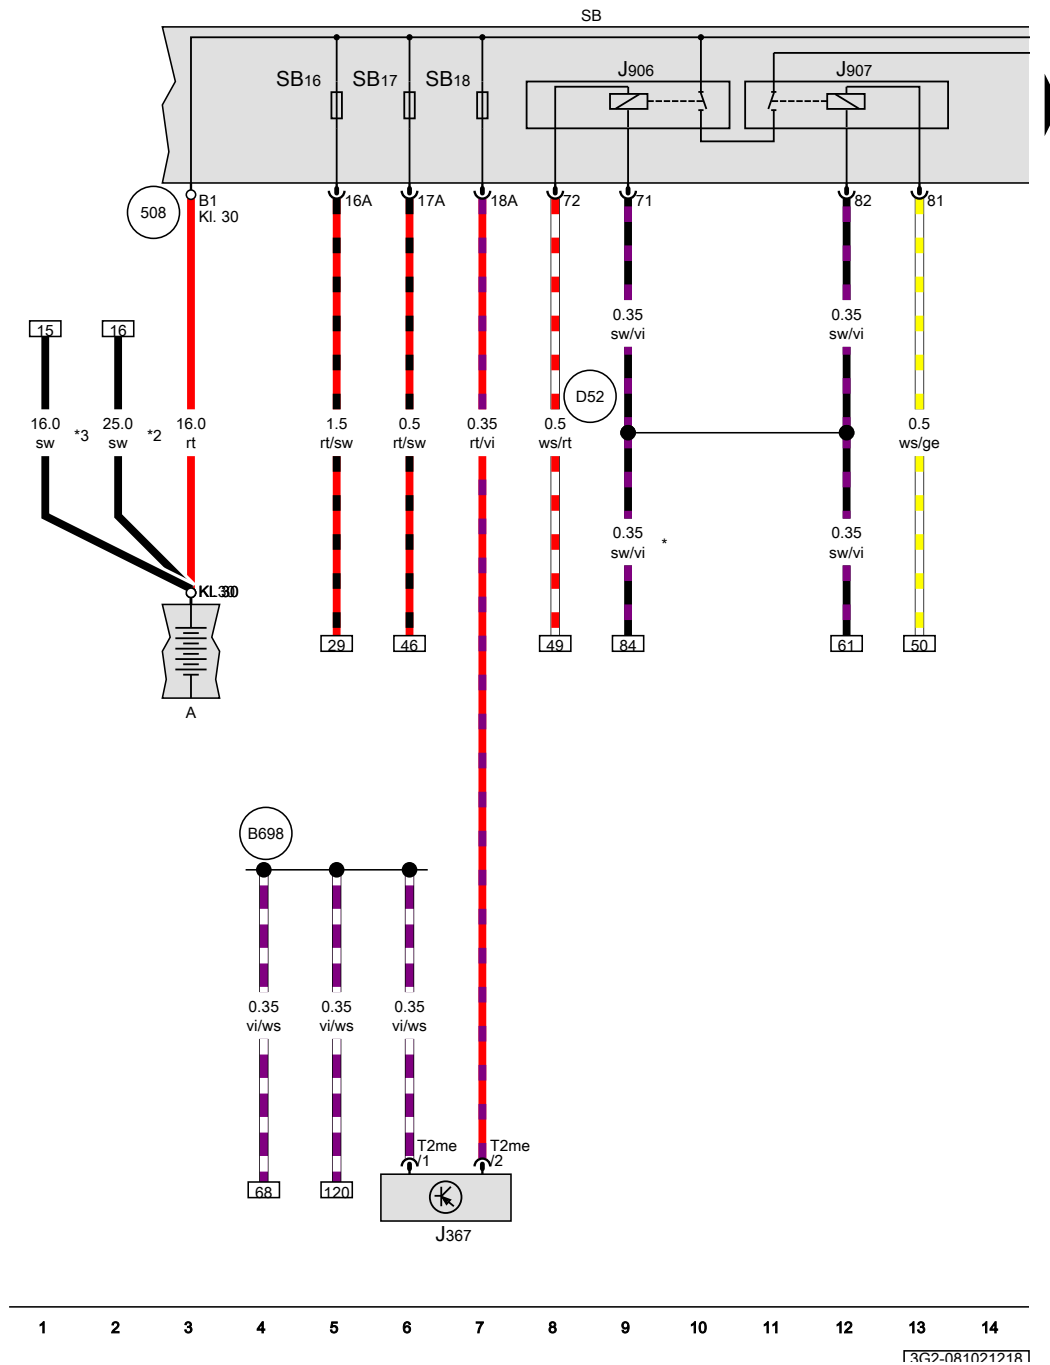 SB
SB16 SB17 SB18 J906 J907
508 B1 16A 17A 18A 72 71 82 81
Kl. 30
15 16
0.35 0.35
sw/vi sw/vi
D52
16.0 *3 25.0 *2 16.0 1.5 0.5 0.35 0.5 0.5
sw sw rt rt/sw rt/sw rt/vi ws/rt ws/ge
0.35 * 0.35
sw/vi sw/vi
29 46 49 84 61 50
A
B698
0.35 0.35 0.35
vi/ws vi/ws vi/ws
T2me T2me
/1 /2
68 120
J367
1 2 3 4 5 6 7 8 9 10 11 12 13 14
3G2-081021218